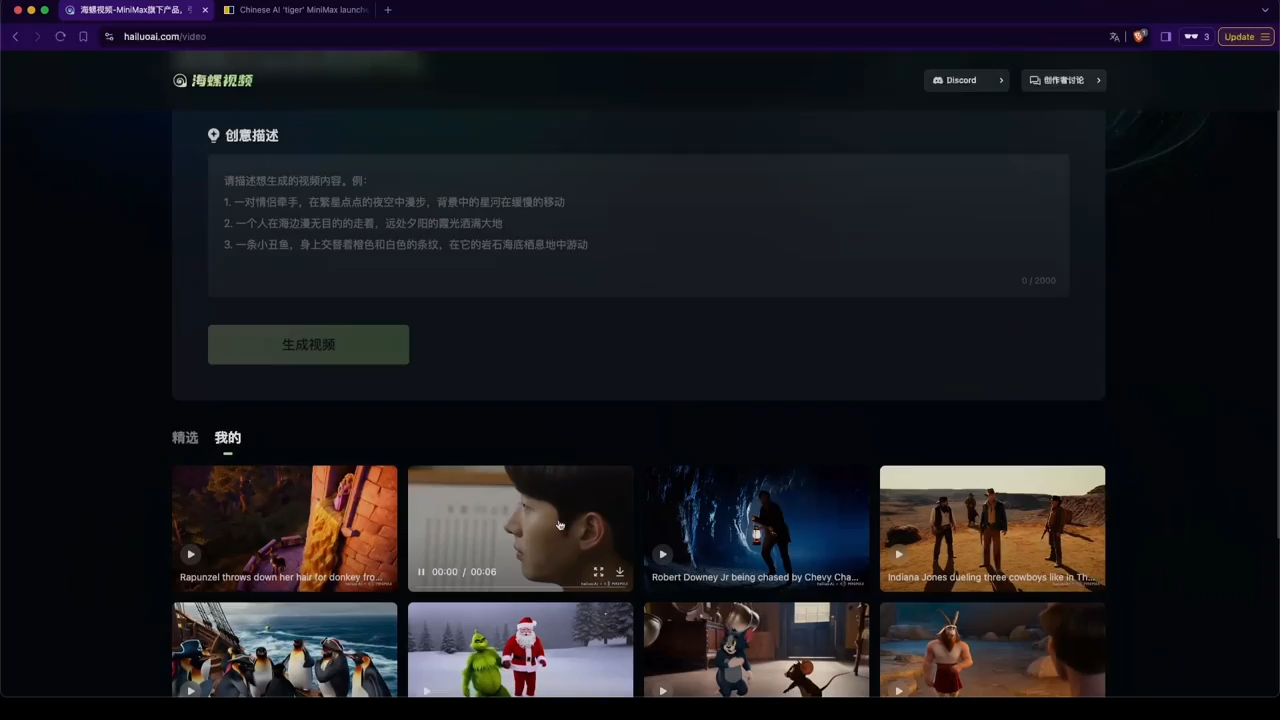 海螺视频-MiniMax旗下产品,
Chinese AI 'tiger' MiniMax launch
hailuoai.com/video
3
Update
海螺视频
Discord
创作者讨论
创意描述
请描述想生成的视频内容。例:
1. 一对情侣牵手，在繁星点点的夜空中漫步，背景中的星河在缓慢的移动
2. 一个人在海边漫无目的的走着，远处夕阳的霞光洒满大地
3. 一条小丑鱼，身上交替着橙色和白色的条纹，在它的岩石海底栖息地中游动
0 / 2000
生成视频
精选 我的
00:00 / 00:06
Rapunzel throws down her hair for donkey fro...
Robert Downey Jr being chased by Chevy Cha...
Indiana Jones dueling three cowboys like in Th...